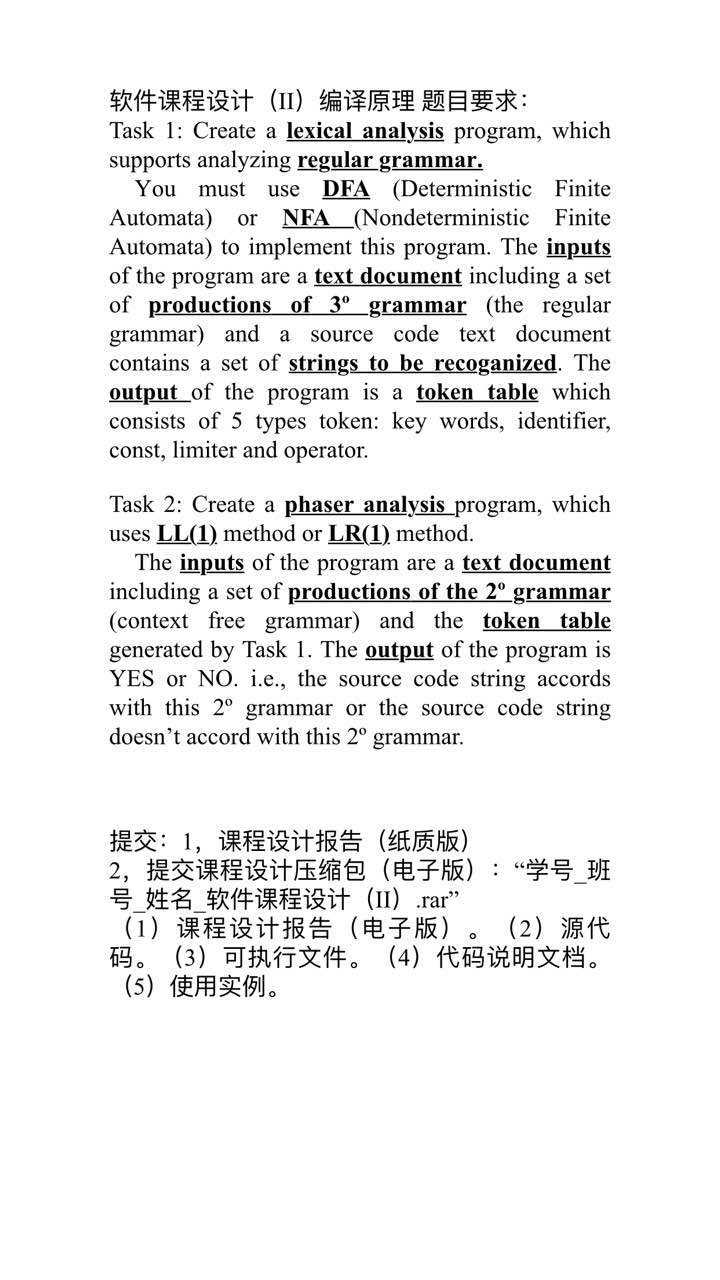 软件课程设计（II）编译原理 题目要求：
Task 1: Create a lexical analysis program, which
supports analyzing regular grammar.
You must use DFA (Deterministic Finite
Automata) or NFA (Nondeterministic Finite
Automata) to implement this program. The inputs
of the program are a text document including a set
of productions of 3º grammar (the regular
grammar) and a source code text document
contains a set of strings to be recoganized. The
output of the program is a token table which
consists of 5 types token: key words, identifier,
const, limiter and operator.
Task 2: Create a phaser analysis program, which
uses LL(1) method or LR(1) method.
The inputs of the program are a text document
including a set of productions of the 2º grammar
(context free grammar) and the token table
generated by Task 1. The output of the program is
YES or NO. i.e., the source code string accords
with this 2º grammar or the source code string
doesn’t accord with this 2º grammar.
提交：1，课程设计报告（纸质版）
2，提交课程设计压缩包（电子版）：“学号_班
号_姓名_软件课程设计（II）.rar”
（1）课程设计报告（电子版）。（2）源代
码。（3）可执行文件。（4）代码说明文档。
（5）使用实例。